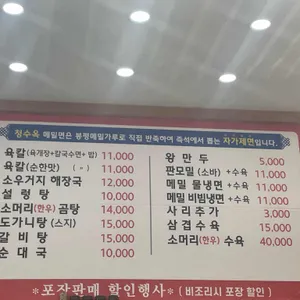 청수옥 메밀면은 봉평메밀가루로 직접 반죽하여 즉석에서 뽑는 자가제면입니다.
육칼(육개장+칼국수면+밥) 11,000
육칼(순한맛) ( 〃 ) 11,000
소우거지 해장국 12,000
설렁탕 10,000
소머리(한우)곰탕 14,000
도가니탕 (스지) 15,000
갈비탕 15,000
순대국 10,000
왕만두 5,000
판모밀 (소바) +수육 11,000
메밀 물냉면 +수육 11,000
메밀 비빔냉면 +수육 11,000
사리추가 3,000
삼겹수육 15,000
소머리(한우) 수육 40,000
*포장판매 할인행사* (비조리시 포장 할인)